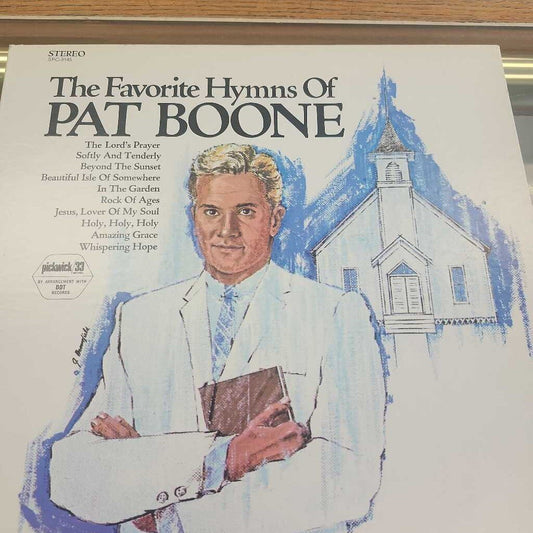 STEREO
SPC-3145
The Favorite Hymns Of
PAT BOONE
The Lord's Prayer
Softly And Tenderly
Beyond The Sunset
Beautiful Isle Of Somewhere
In The Garden
Rock Of Ages
Jesus, Lover Of My Soul
Holy, Holy, Holy
Amazing Grace
Whispering Hope
pickwick/33
BY ARRANGEMENT WITH
DOT
RECORDS